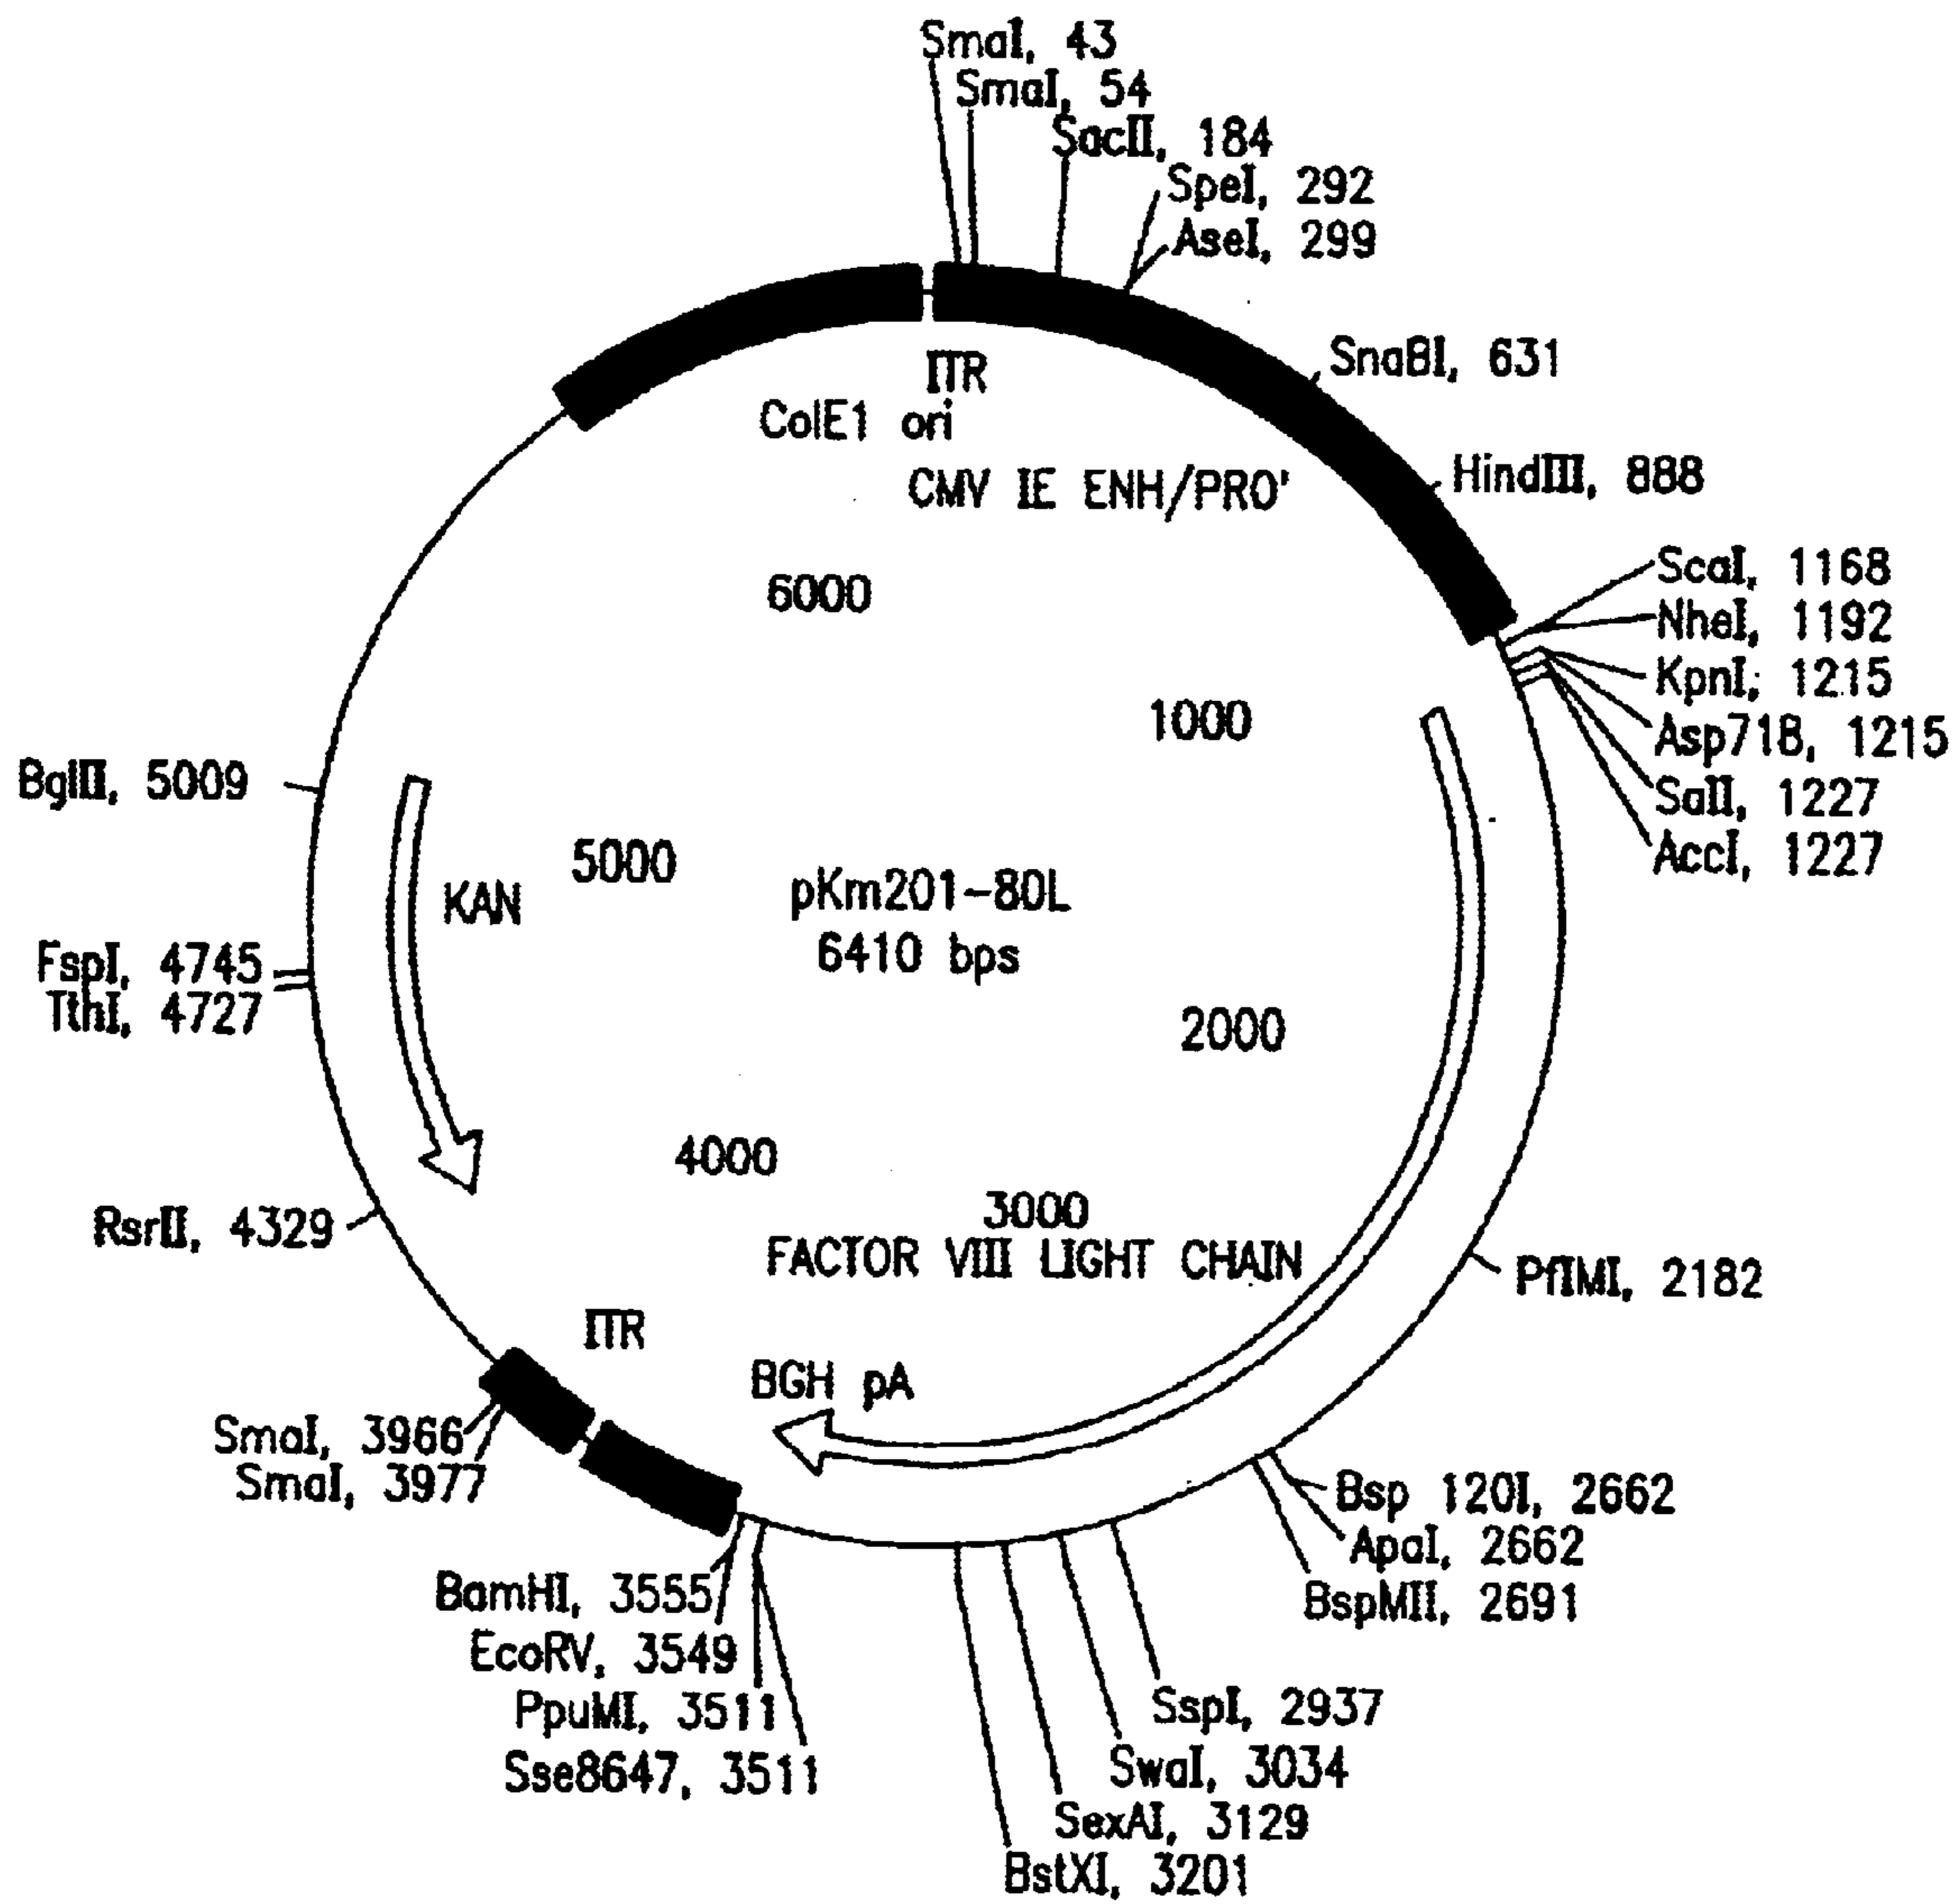 SmaI, 43
SmaI, 54
SacII, 184
SpeI, 292
AseI, 299
SnaBI, 631
HindIII, 888
ScaI, 1168
NheI, 1192
KpnI, 1215
Asp718, 1215
SalI, 1227
AccI, 1227
ITR
ColE1 ori
CMV IE ENH/PRO'
6000
1000
BglII, 5009
5000
KAN
pKm201-80L
6410 bps
FspI, 4745
TthI, 4727
2000
4000
3000
RsrII, 4329
FACTOR VIII LIGHT CHAIN
PflMI, 2182
ITR
BGH pA
SmaI, 3966
SmaI, 3977
Bsp 120I, 2662
ApaI, 2662
BspMII, 2691
BamHI, 3555
EcoRV, 3549
PpuMI, 3511
Sse8647, 3511
SspI, 2937
SwaI, 3034
SexAI, 3129
BstXI, 3201